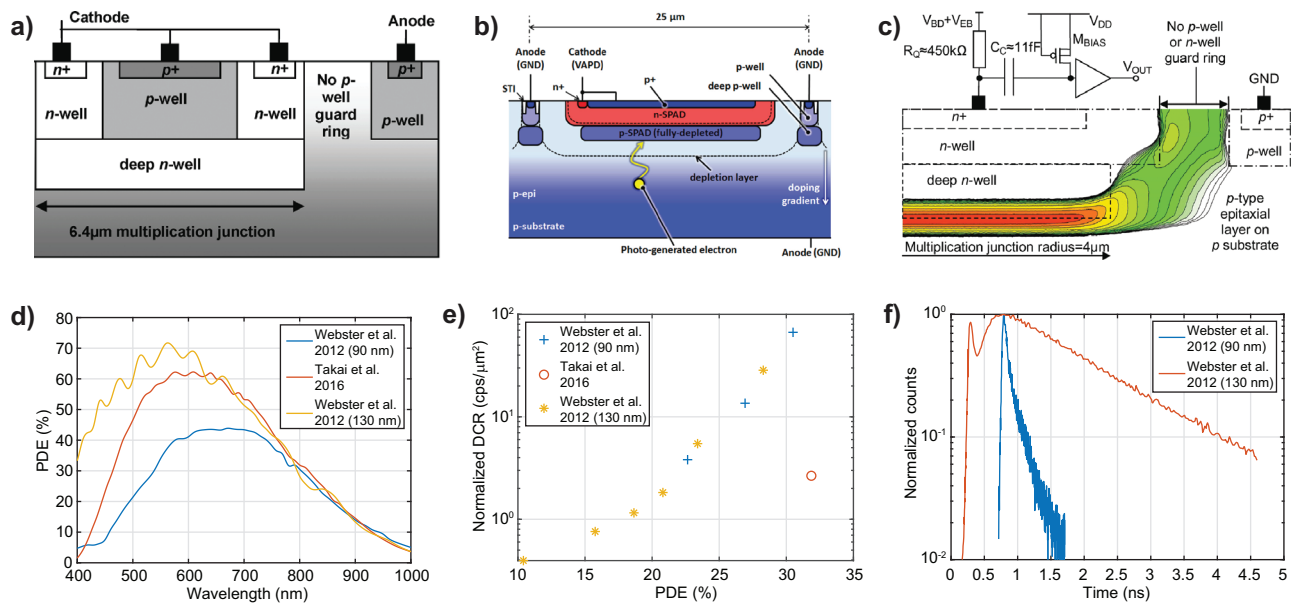 a)
Cathode
Anode
n+
p+
n+
p+
n-well
p-well
n-well
No p-
well
guard
ring
p-well
deep n-well
6.4µm multiplication junction
b)
25 µm
Anode
(GND)
Cathode
(VAPD)
Anode
(GND)
p-well
deep p-well
p+
n+
STI
n-SPAD
p-SPAD (fully-depleted)
depletion layer
p-epi
doping
gradient
p-substrate
Photo-generated electron
Anode (GND)
c)
VBD+VEB
VDD
MBIAS
RQ≈450kΩ
CC≈11fF
VOUT
No p-well
or
n-well
guard ring
GND
n+
p+
n-well
p-well
deep n-well
p-type
epitaxial
layer on
p substrate
Multiplication junction radius=4µm
d)
PDE (%)
80
70
60
50
40
30
20
10
0
400 500 600 700 800 900 1000
Wavelength (nm)
Webster et al.
2012 (90 nm)
Takai et al.
2016
Webster et al.
2012 (130 nm)
e)
Normalized DCR (cps/µm²)
10²
10¹
10⁰
10 15 20 25 30 35
PDE (%)
Webster et al.
2012 (90 nm)
Takai et al.
2016
Webster et al.
2012 (130 nm)
f)
Normalized counts
10⁰
10⁻¹
10⁻²
0 0.5 1 1.5 2 2.5 3 3.5 4 4.5 5
Time (ns)
Webster et al.
2012 (90 nm)
Webster et al.
2012 (130 nm)